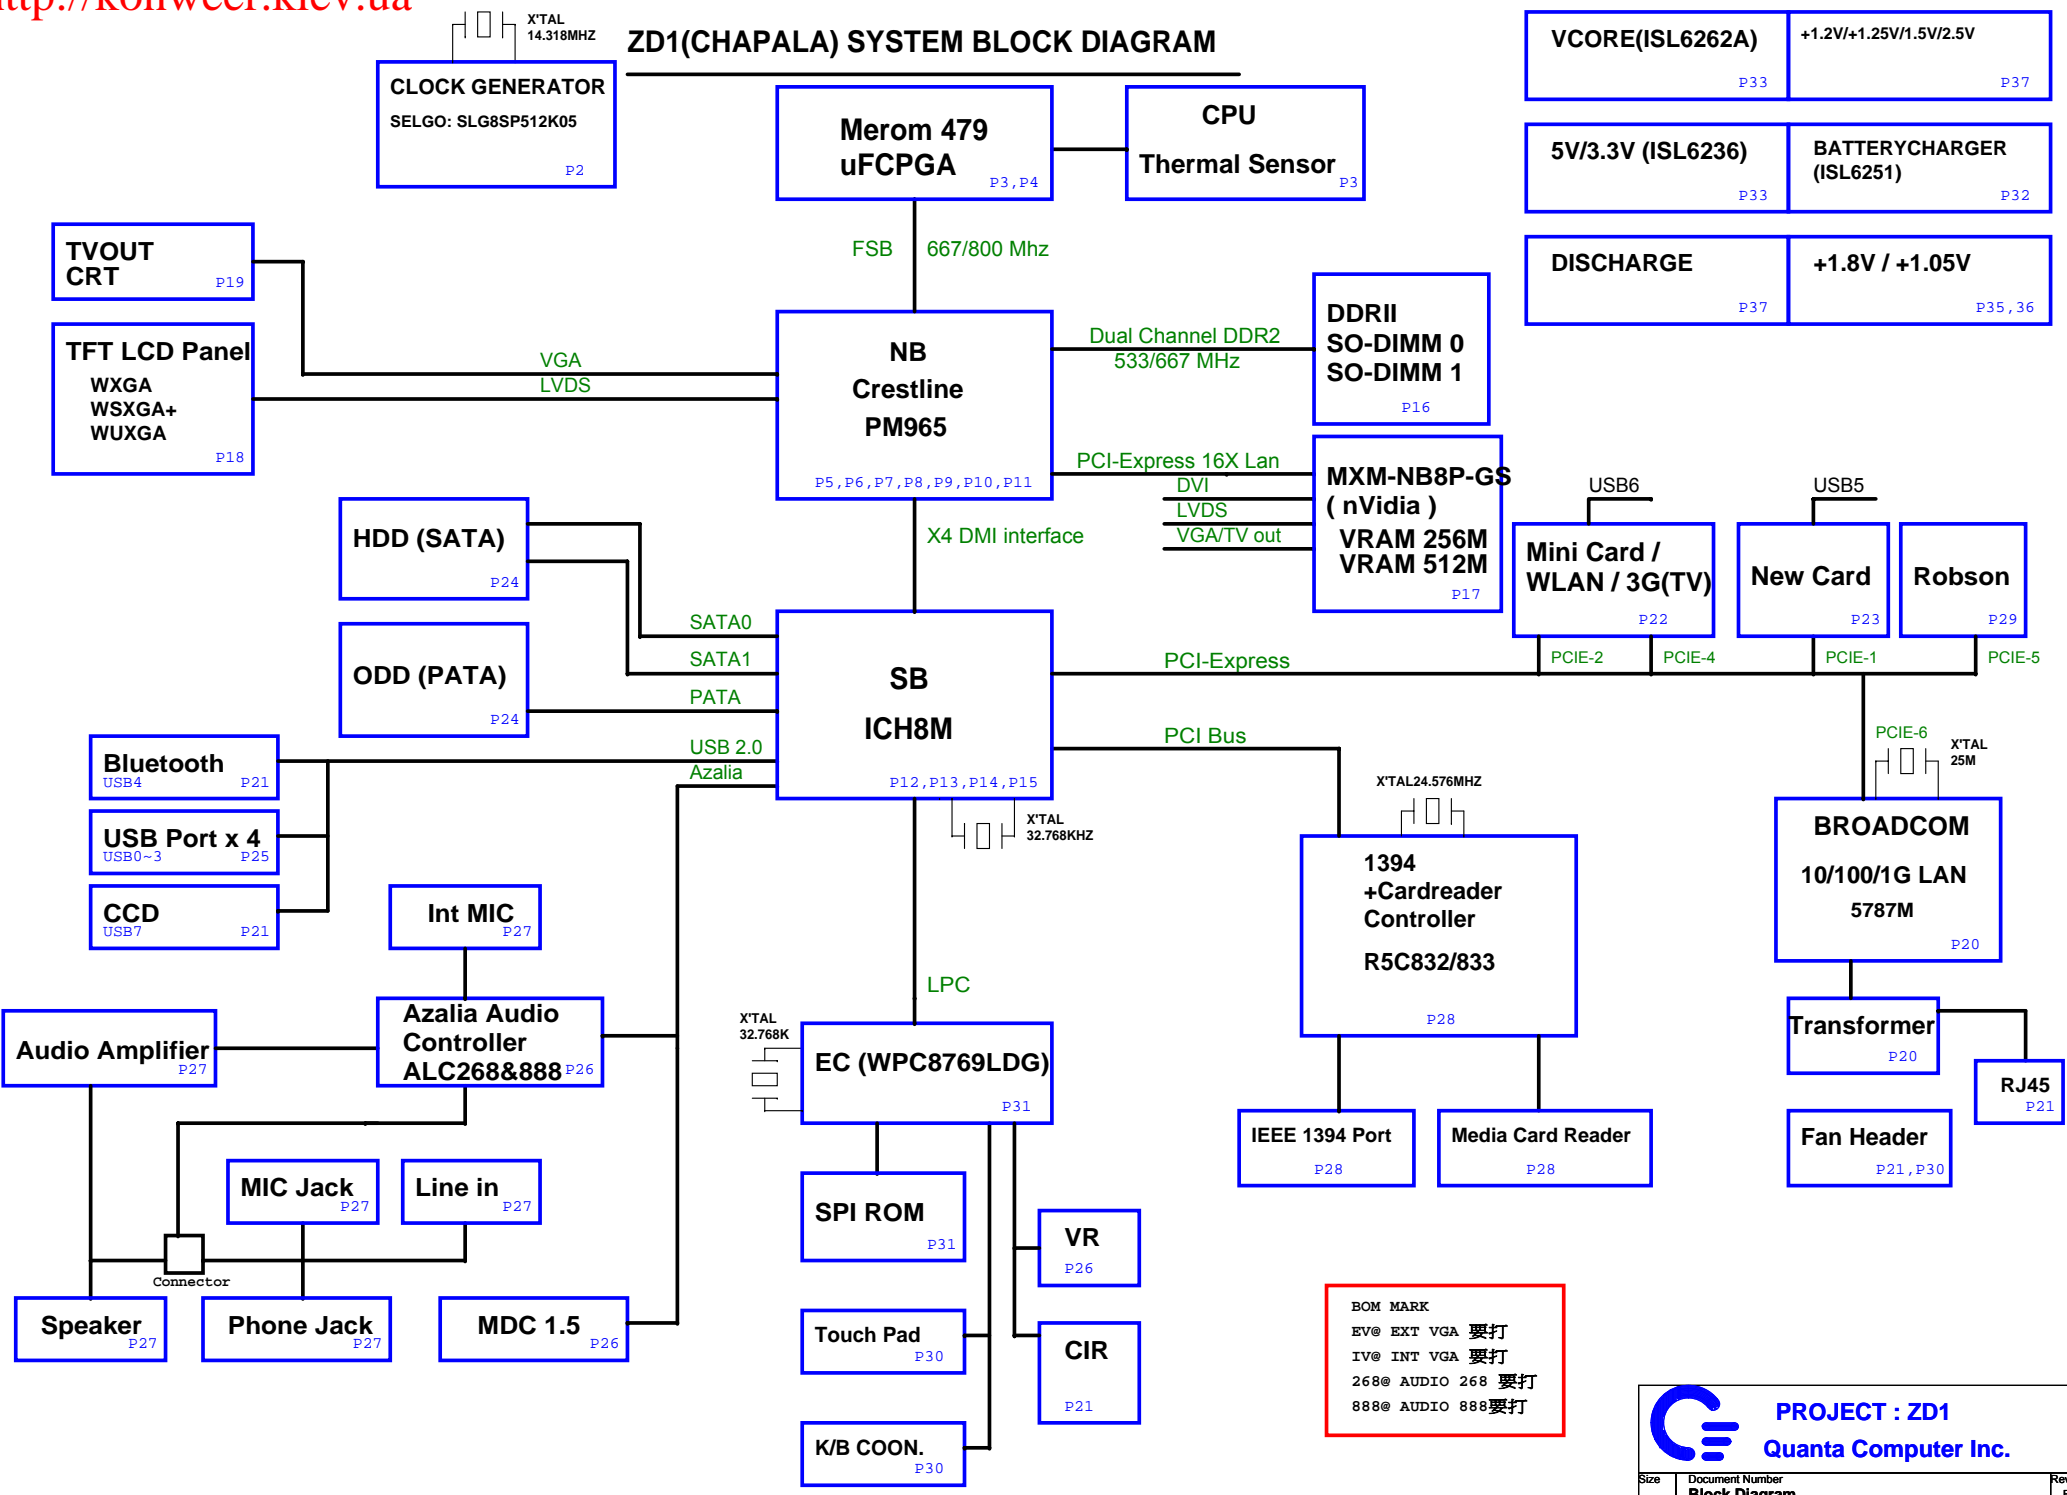 http://konweer.kiev.ua
X'TAL
14.318MHZ
ZD1(CHAPALA) SYSTEM BLOCK DIAGRAM
CLOCK GENERATOR
SELGO: SLG8SP512K05
P2
Merom 479
uFCPGA
P3,P4
CPU
Thermal Sensor
P3
VCORE(ISL6262A)
P33
+1.2V/+1.25V/1.5V/2.5V
P37
5V/3.3V (ISL6236)
P33
BATTERYCHARGER
(ISL6251)
P32
DISCHARGE
P37
+1.8V / +1.05V
P35,36
TVOUT
CRT
P19
FSB
667/800 Mhz
TFT LCD Panel
WXGA
WSXGA+
WUXGA
P18
VGA
LVDS
NB
Crestline
PM965
P5,P6,P7,P8,P9,P10,P11
Dual Channel DDR2
533/667 MHz
DDRII
SO-DIMM 0
SO-DIMM 1
P16
PCI-Express 16X Lan
DVI
LVDS
VGA/TV out
MXM-NB8P-GS
( nVidia )
VRAM 256M
VRAM 512M
P17
USB6
Mini Card /
WLAN / 3G(TV)
P22
USB5
New Card
P23
Robson
P29
HDD (SATA)
P24
X4 DMI interface
ODD (PATA)
P24
SATA0
SATA1
PATA
USB 2.0
Azalia
SB
ICH8M
P12,P13,P14,P15
PCI-Express
PCIE-2
PCIE-4
PCIE-1
PCIE-5
PCI Bus
PCIE-6
X'TAL
25M
X'TAL
32.768KHZ
X'TAL24.576MHZ
Bluetooth
USB4
P21
USB Port x 4
USB0~3
P25
CCD
USB7
P21
1394
+Cardreader
Controller
R5C832/833
P28
BROADCOM
10/100/1G LAN
5787M
P20
Int MIC
P27
LPC
Audio Amplifier
P27
Azalia Audio
Controller
ALC268&888
P26
X'TAL
32.768K
EC (WPC8769LDG)
P31
Transformer
P20
RJ45
P21
IEEE 1394 Port
P28
Media Card Reader
P28
Fan Header
P21,P30
MIC Jack
P27
Line in
P27
SPI ROM
P31
VR
P26
Connector
Speaker
P27
Phone Jack
P27
MDC 1.5
P26
Touch Pad
P30
CIR
P21
K/B COON.
P30
BOM MARK
EV@ EXT VGA 要打
IV@ INT VGA 要打
268@ AUDIO 268 要打
888@ AUDIO 888要打
PROJECT : ZD1
Quanta Computer Inc.
Size
Document Number
Block Diagram